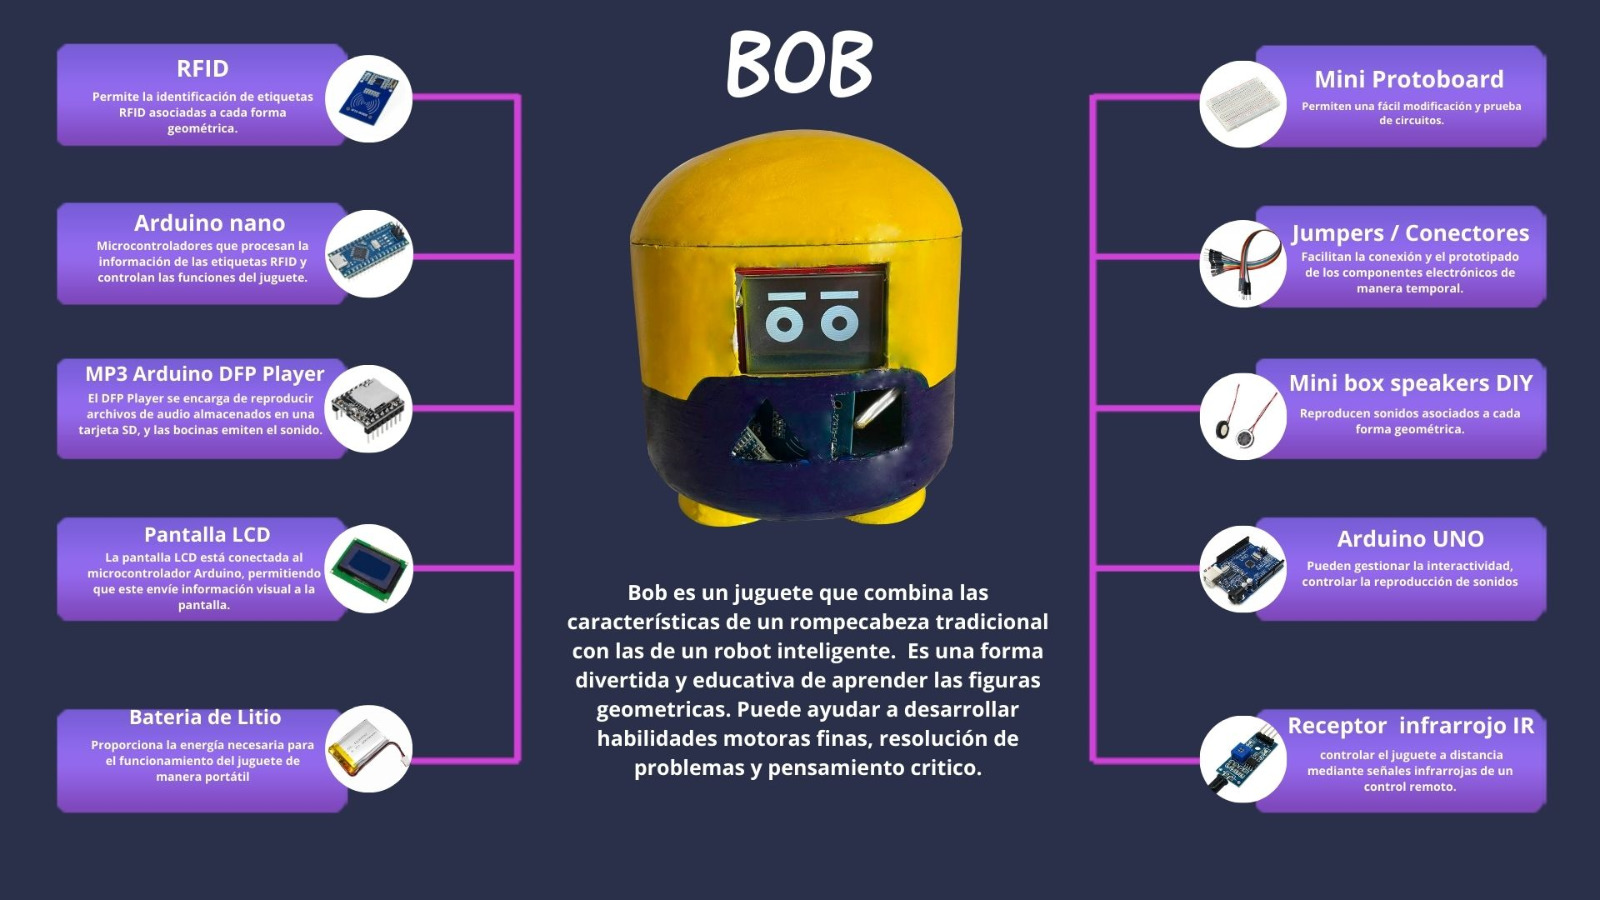 BOB
RFID
Permite la identificación de etiquetas
RFID asociadas a cada forma
geométrica.
Arduino nano
Microcontroladores que procesan la
información de las etiquetas RFID y
controlan las funciones del juguete.
MP3 Arduino DFP Player
El DFP Player se encarga de reproducir
archivos de audio almacenados en una
tarjeta SD, y las bocinas emiten el sonido.
Pantalla LCD
La pantalla LCD está conectada al
microcontrolador Arduino, permitiendo
que este envíe información visual a la
pantalla.
Bateria de Litio
Proporciona la energía necesaria para
el funcionamiento del juguete de
manera portátil
Bob es un juguete que combina las
características de un rompecabeza tradicional
con las de un robot inteligente.  Es una forma
divertida y educativa de aprender las figuras
geometricas. Puede ayudar a desarrollar
habilidades motoras finas, resolución de
problemas y pensamiento critico.
Mini Protoboard
Permiten una fácil modificación y prueba
de circuitos.
Jumpers / Conectores
Facilitan la conexión y el prototipado
de los componentes electrónicos de
manera temporal.
Mini box speakers DIY
Reproducen sonidos asociados a cada
forma geométrica.
Arduino UNO
Pueden gestionar la interactividad,
controlar la reproducción de sonidos
Receptor  infrarrojo IR
controlar el juguete a distancia
mediante señales infrarrojas de un
control remoto.